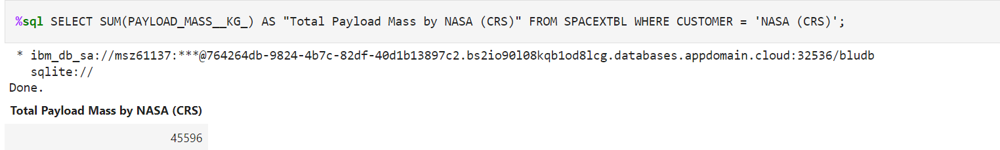 %sql SELECT SUM(PAYLOAD_MASS__KG_) AS "Total Payload Mass by NASA (CRS)" FROM SPACEXTBL WHERE CUSTOMER = 'NASA (CRS)';
* ibm_db_sa://msz61137:***@764264db-9824-4b7c-82df-40d1b13897c2.bs2io90l08kqb1od8lcg.databases.appdomain.cloud:32536/bludb
sqlite://
Done.
Total Payload Mass by NASA (CRS)
45596